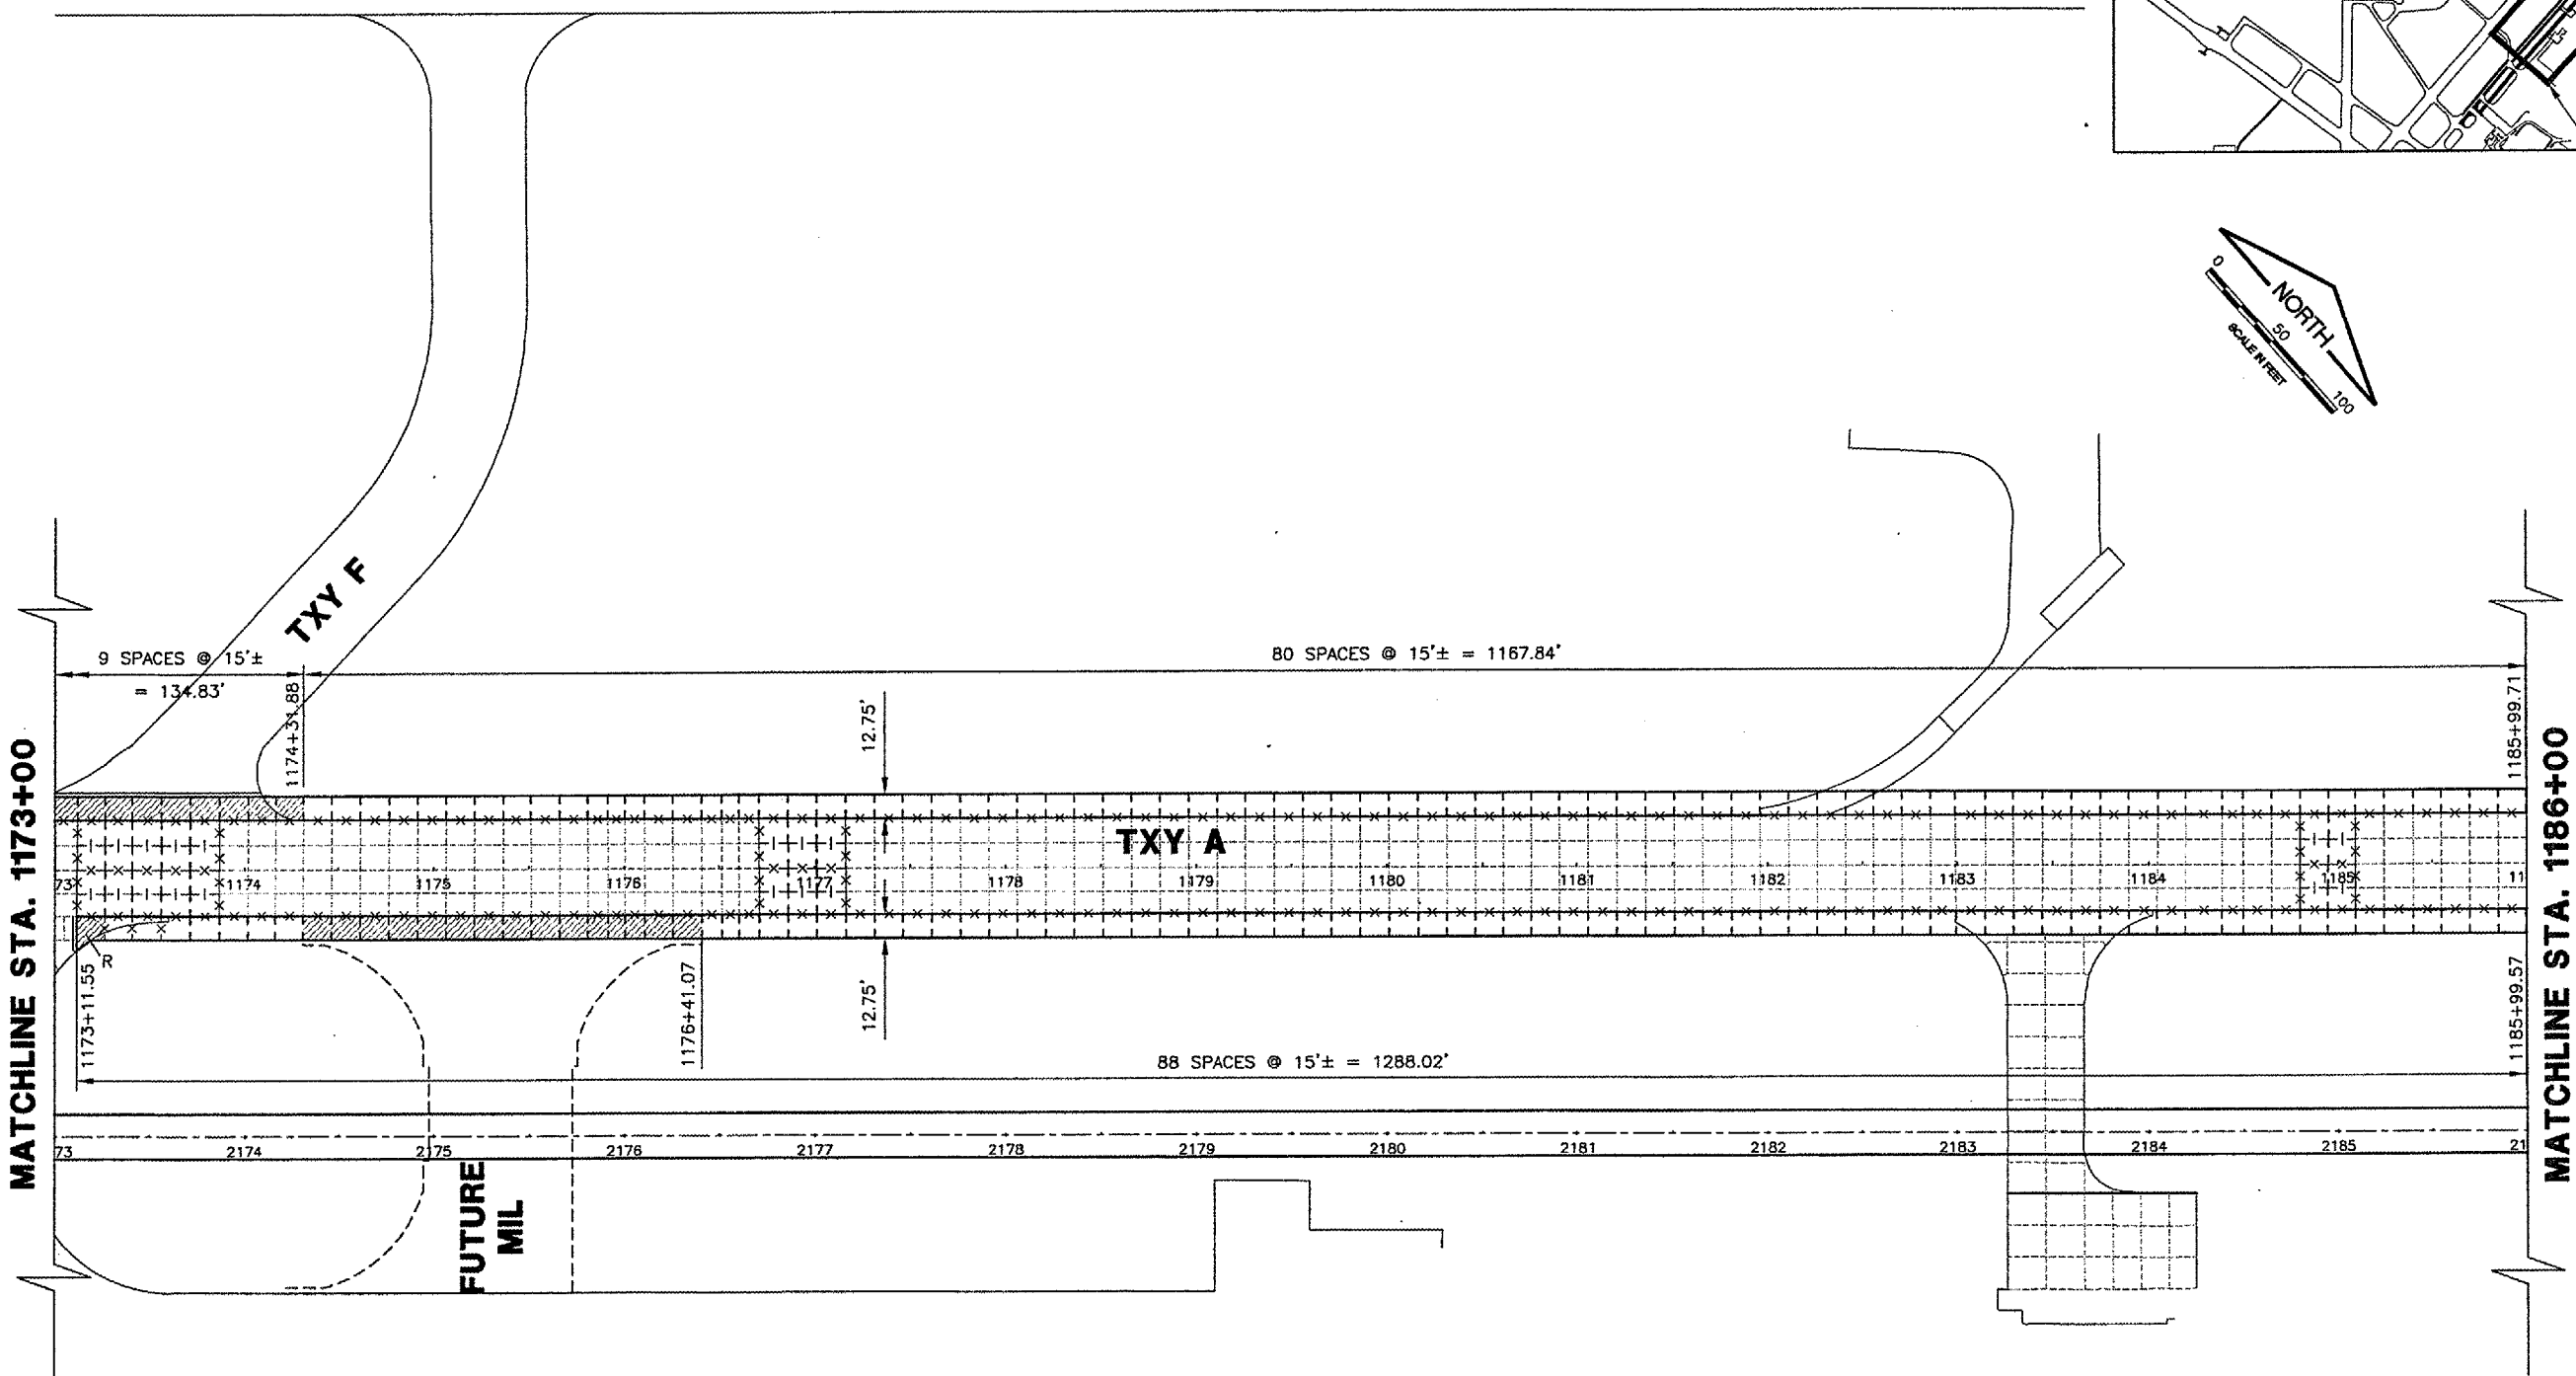 0
NORTH
50
SCALE IN FEET
100
TXY F
9 SPACES @ 15'±
= 134.83'
80 SPACES @ 15'± = 1167.84'
1174+31.88
12.75'
1185+99.71
MATCHLINE STA. 1173+00
MATCHLINE STA. 1186+00
TXY A
73 1174 1175 1176 1177 1178 1179 1180 1181 1182 1183 1184 1185 11
R
1173+11.55
1176+41.07
12.75'
1185+99.57
88 SPACES @ 15'± = 1288.02'
73 2174 2175 2176 2177 2178 2179 2180 2181 2182 2183 2184 2185 21
FUTURE
MIL